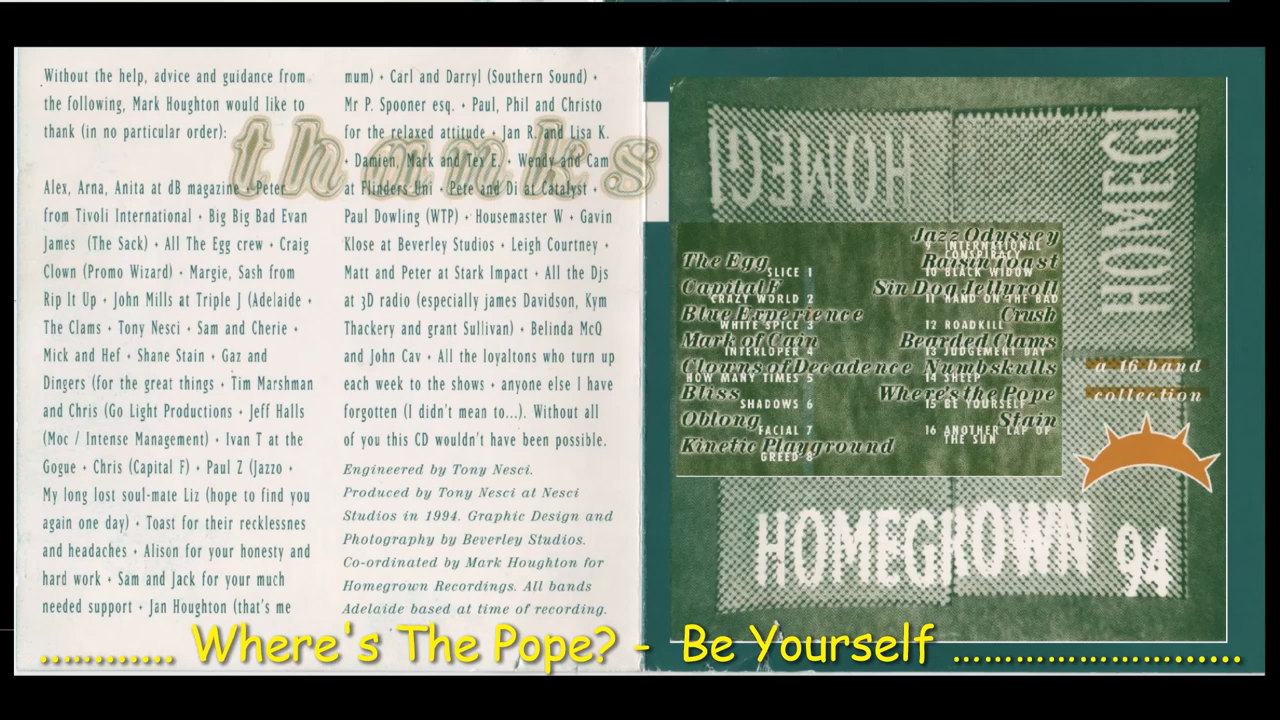 Without the help, advice and guidance from
the following, Mark Houghton would like to
thank (in no particular order):
thanks
Alex, Arna, Anita at dB magazine • Peter
from Tivoli International • Big Big Bad Evan
James (The Sack) • All The Egg crew • Craig
Clown (Promo Wizard) • Margie, Sash from
Rip It Up • John Mills at Triple J (Adelaide •
The Clams • Tony Nesci • Sam and Cherie •
Mick and Hef • Shane Stain • Gaz and
Dingers (for the great things • Tim Marshman
and Chris (Go Light Productions • Jeff Halls
(Moc / Intense Management) • Ivan T at the
Gogue • Chris (Capital F) • Paul Z (Jazzo •
My long lost soul-mate Liz (hope to find you
again one day) • Toast for their recklessnes
and headaches • Alison for your honesty and
hard work • Sam and Jack for your much
needed support • Jan Houghton (that's me
mum) • Carl and Darryl (Southern Sound) •
Mr P. Spooner esq. • Paul, Phil and Christo
for the relaxed attitude • Jan R. and Lisa K.
• Damien, Mark and Tex E. • Wendy and Cam
at Flinders Uni • Pete and Di at Catalyst •
Paul Dowling (WTP) • Housemaster W • Gavin
Klose at Beverley Studios • Leigh Courtney •
Matt and Peter at Stark Impact • All the Djs
at 3D radio (especially james Davidson, Kym
Thackery and grant Sullivan) • Belinda McQ
and John Cav • All the loyaltons who turn up
each week to the shows • anyone else I have
forgotten (I didn't mean to...). Without all
of you this CD wouldn't have been possible.
Engineered by Tony Nesci.
Produced by Tony Nesci at Nesci
Studios in 1994. Graphic Design and
Photography by Beverley Studios.
Co-ordinated by Mark Houghton for
Homegrown Recordings. All bands
Adelaide based at time of recording.
HOMEG
HOMEG
The Egg
SLICE 1
Capital F
CRAZY WORLD 2
Blue Experience
WHITE SPICE 3
Mark of Cain
INTERLOPER 4
Clowns of Decadence
HOW MANY TIMES 5
Bliss
SHADOWS 6
Oblong
FACIAL 7
Kinetic Playground
GREED 8
Jazz Odyssey
9 INTERNATIONAL
CONSPIRACY
Raisin Toast
10 BLACK WIDOW
Sin Dog Jellyroll
11 HAND ON THE BAD
Crush
12 ROADKILL
Bearded Clams
13 JUDGEMENT DAY
Numbskulls
14 SHEEP
Where's the Pope
15 BE YOURSELF
Stain
16 ANOTHER LAP OF
THE SUN
a 16 band
collection
HOMEGROWN 94
............ Where's The Pope? - Be Yourself ...........................